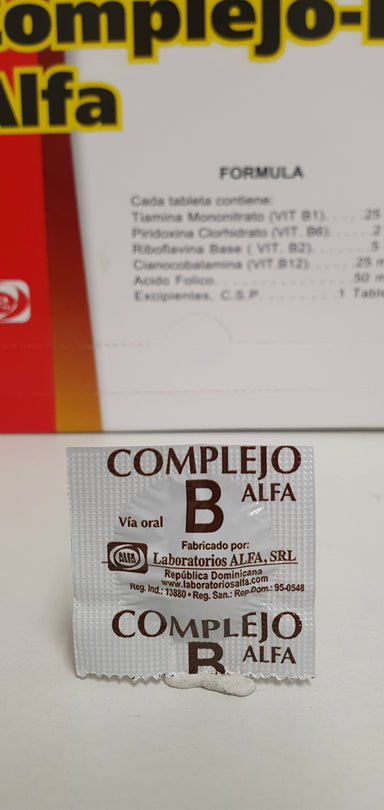 Complejo-B
Alfa
FORMULA
Cada tableta contiene:
Tiamina Mononitrato (VIT B1). . . . .25
Piridoxina Clorhidrato (VIT. B6). . . . . .2
Riboflavina Base ( VIT. B2). . . . . . . .5
Cianocobalamina (VIT.B12). . . . . . .25 m
Acido Folico. . . . . . . . . . . . . . . . . .50 m
Excipientes, C.S.P. . . . . . . . . . .1 Table
COMPLEJO
B ALFA
Vía oral
Fabricado por:
ALFA Laboratorios ALFA, SRL
República Dominicana
www.laboratoriosalfa.com
Reg. Ind.: 13880 • Reg. San.: Rep.Dom.: 95-0548
COMPLEJO
B ALFA